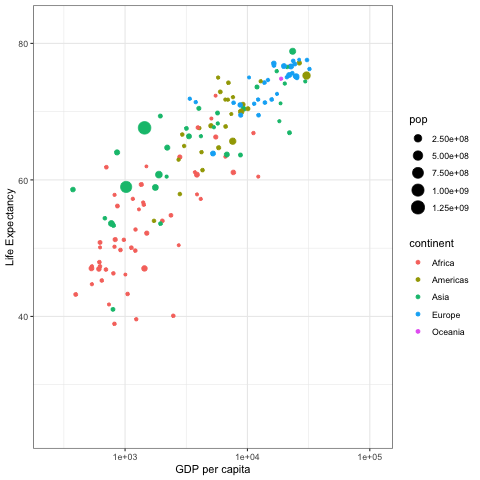 80
60
40
Life Expectancy
1e+03
1e+04
1e+05
GDP per capita
pop
2.50e+08
5.00e+08
7.50e+08
1.00e+09
1.25e+09
continent
Africa
Americas
Asia
Europe
Oceania